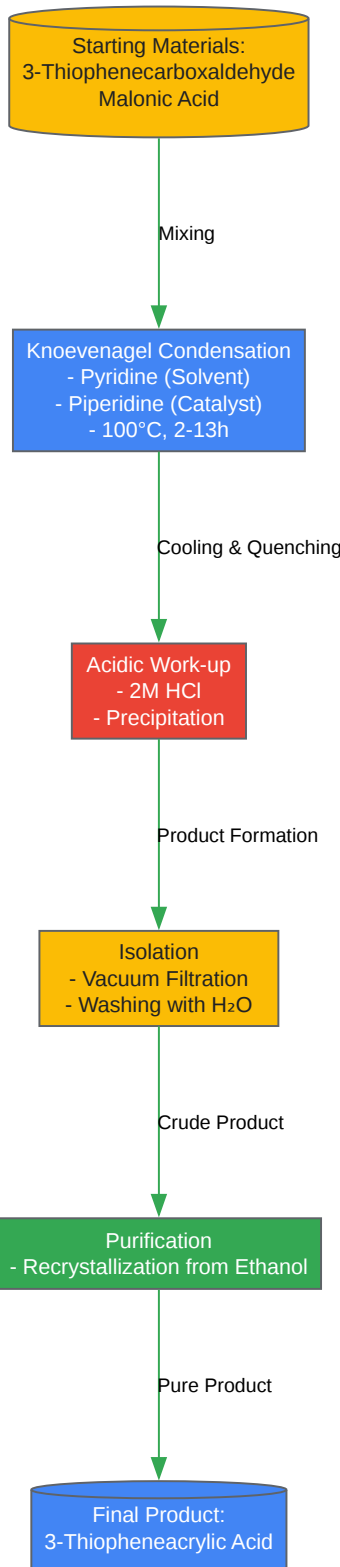 Starting Materials:
3-Thiophenecarboxaldehyde
Malonic Acid
Mixing
Knoevenagel Condensation
- Pyridine (Solvent)
- Piperidine (Catalyst)
- 100°C, 2-13h
Cooling & Quenching
Acidic Work-up
- 2M HCl
- Precipitation
Product Formation
Isolation
- Vacuum Filtration
- Washing with H₂O
Crude Product
Purification
- Recrystallization from Ethanol
Pure Product
Final Product:
3-Thiopheneacrylic Acid